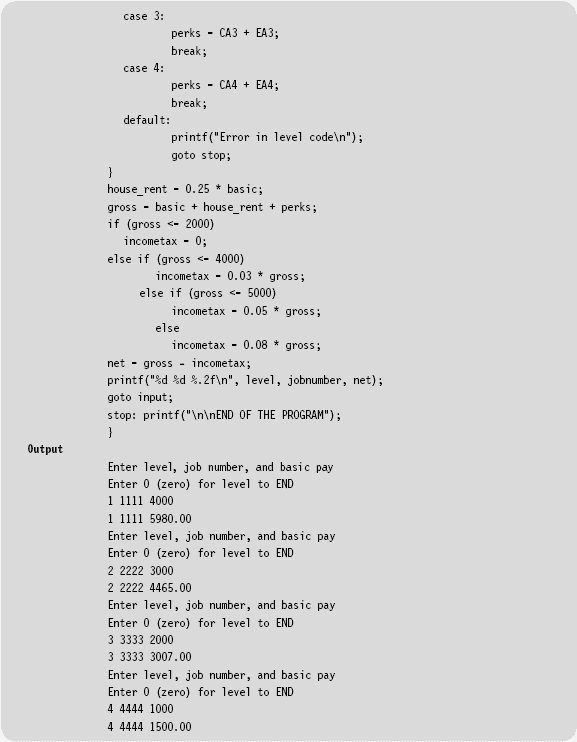 case 3:
perks = CA3 + EA3;
break;
case 4:
perks = CA4 + EA4;
break;
default:
printf("Error in level code\n");
goto stop;
}
house_rent = 0.25 * basic;
gross = basic + house_rent + perks;
if (gross <= 2000)
incometax = 0;
else if (gross <= 4000)
incometax = 0.03 * gross;
else if (gross <= 5000)
incometax = 0.05 * gross;
else
incometax = 0.08 * gross;
net = gross - incometax;
printf("%d %d %.2f\n", level, jobnumber, net);
goto input;
stop: printf("\n\nEND OF THE PROGRAM");
}
Output
Enter level, job number, and basic pay
Enter 0 (zero) for level to END
1 1111 4000
1 1111 5980.00
Enter level, job number, and basic pay
Enter 0 (zero) for level to END
2 2222 3000
2 2222 4465.00
Enter level, job number, and basic pay
Enter 0 (zero) for level to END
3 3333 2000
3 3333 3007.00
Enter level, job number, and basic pay
Enter 0 (zero) for level to END
4 4444 1000
4 4444 1500.00